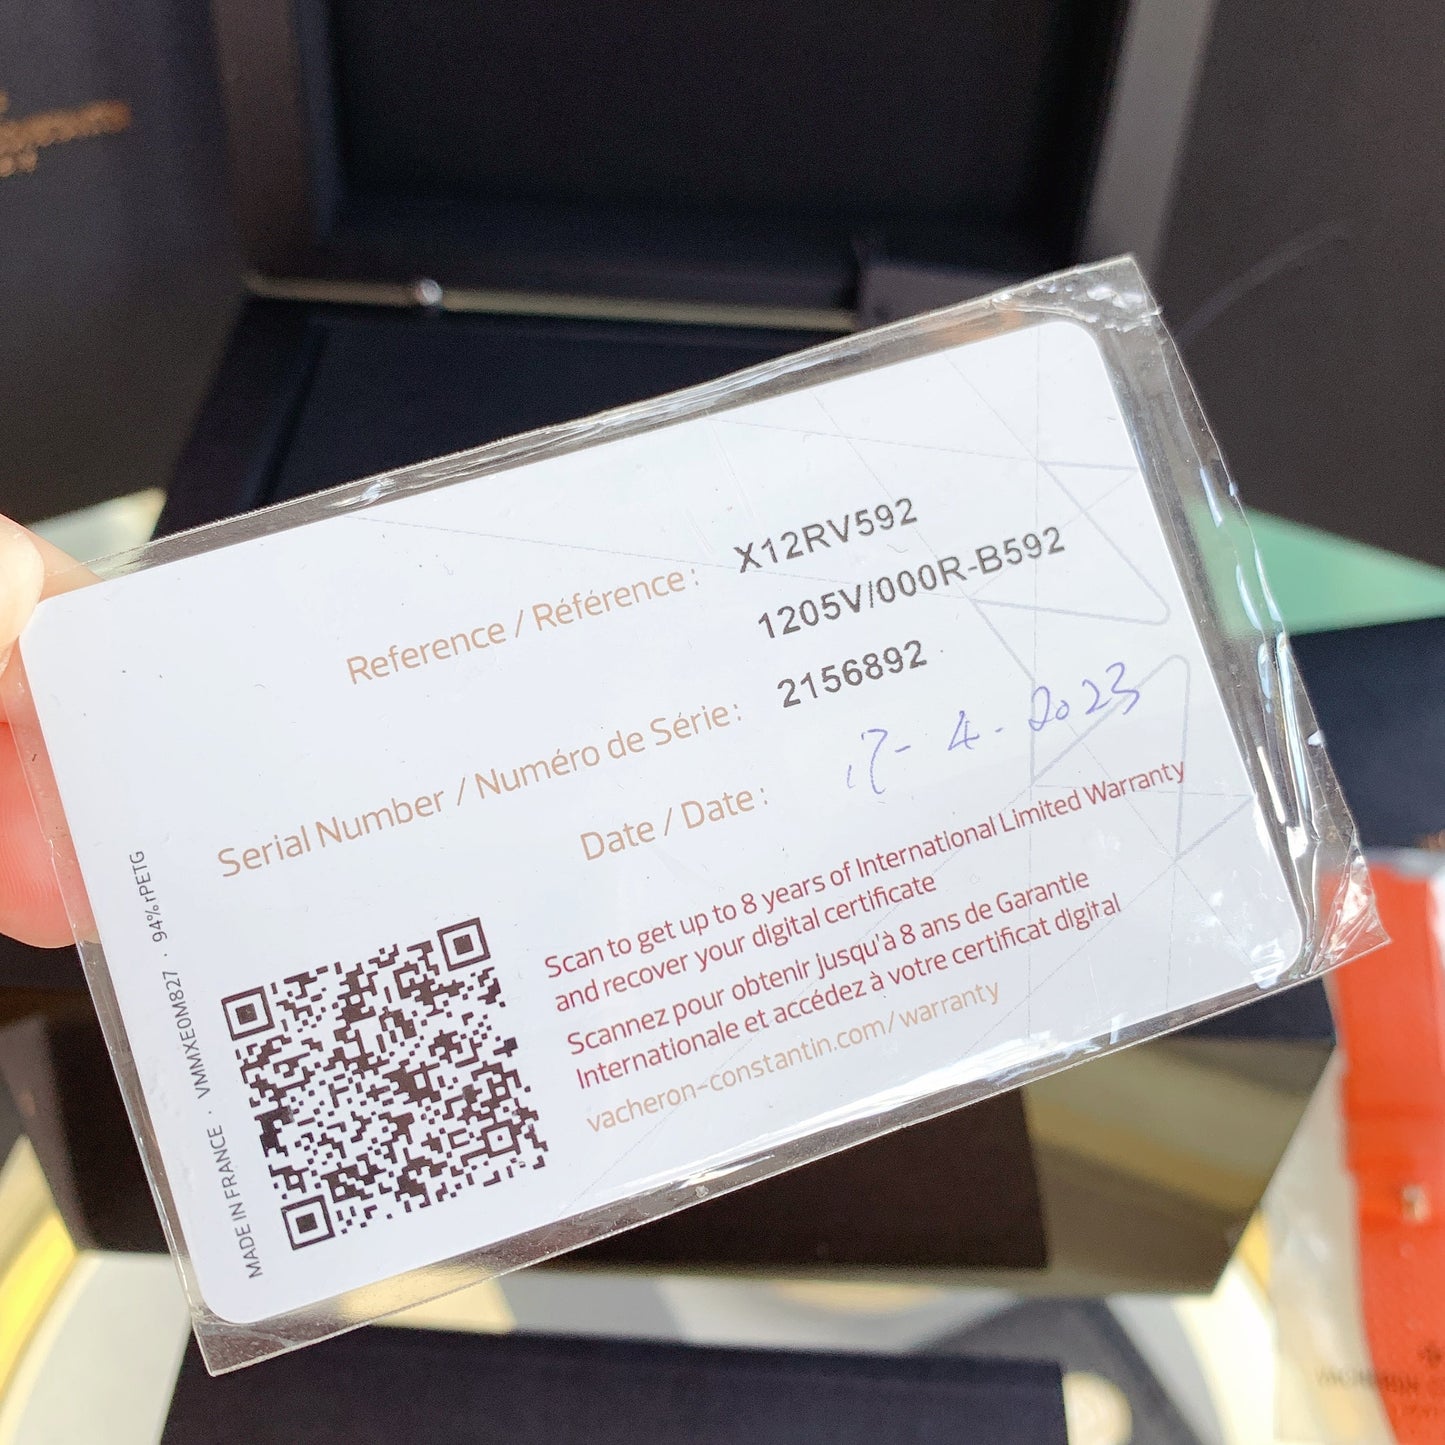 Reference / Référence : X12RV592
1205V/000R-B592
Serial Number / Numéro de Série : 2156892
Date / Date : 17-4-2023
Scan to get up to 8 years of International Limited Warranty
and recover your digital certificate
Scannez pour obtenir jusqu'à 8 ans de Garantie
Internationale et accédez à votre certificat digital
vacheron-constantin.com/warranty
MADE IN FRANCE · VMMXE0M827 · 94% rPETG